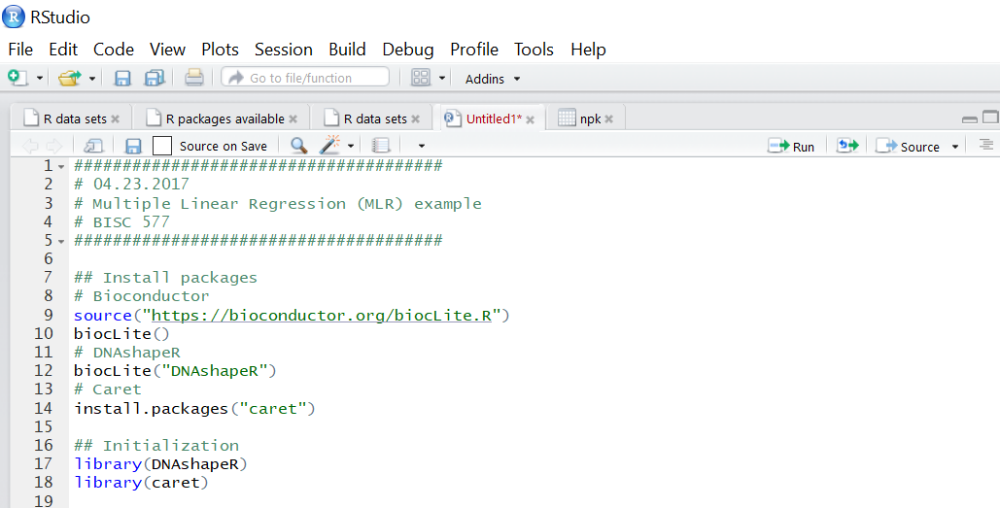 R RStudio
File Edit Code View Plots Session Build Debug Profile Tools Help
Go to file/function Addins
R data sets R packages available R data sets Untitled1* npk
Source on Save Run Source
1 #####################################
2 # 04.23.2017
3 # Multiple Linear Regression (MLR) example
4 # BISC 577
5 #####################################
6
7 ## Install packages
8 # Bioconductor
9 source("https://bioconductor.org/biocLite.R")
10 biocLite()
11 # DNAshapeR
12 biocLite("DNAshapeR")
13 # Caret
14 install.packages("caret")
15
16 ## Initialization
17 library(DNAshapeR)
18 library(caret)
19